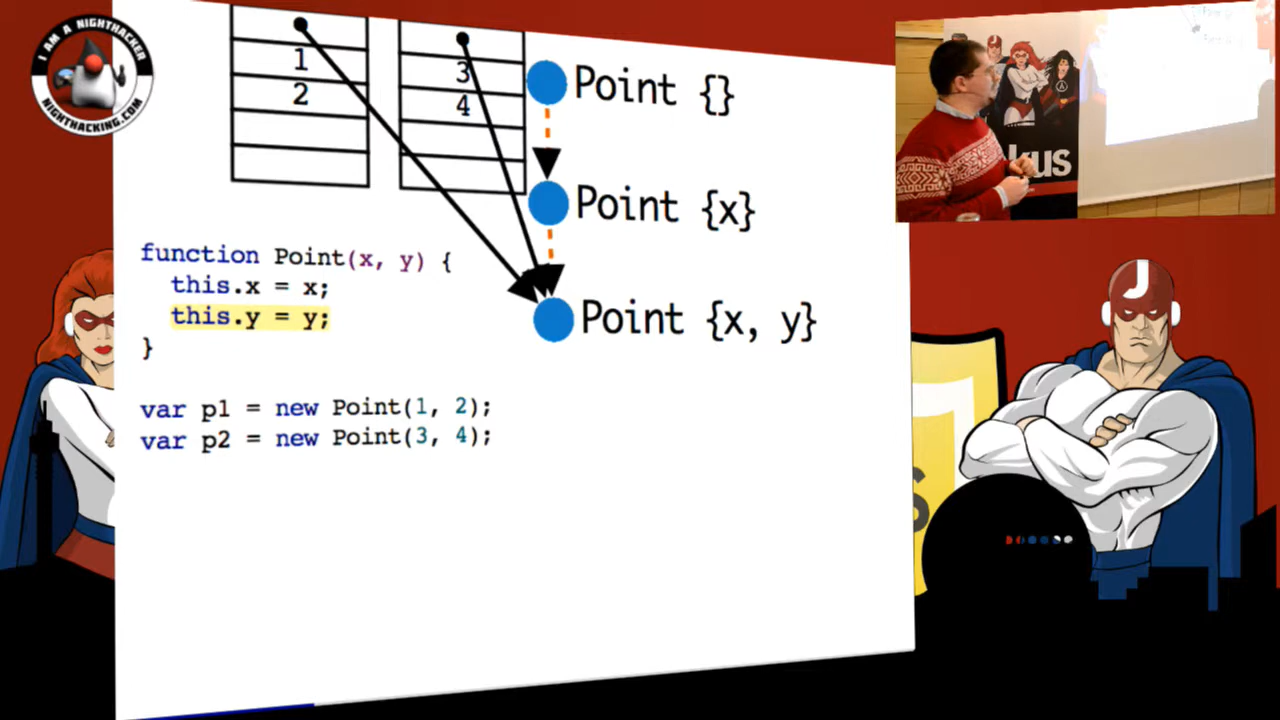 I AM A NIGHTHACKER
NIGHTHACKING.COM
1
2
3
4
Point {}
Point {x}
Point {x, y}
function Point(x, y) {
this.x = x;
this.y = y;
}
var p1 = new Point(1, 2);
var p2 = new Point(3, 4);
kus
J
S